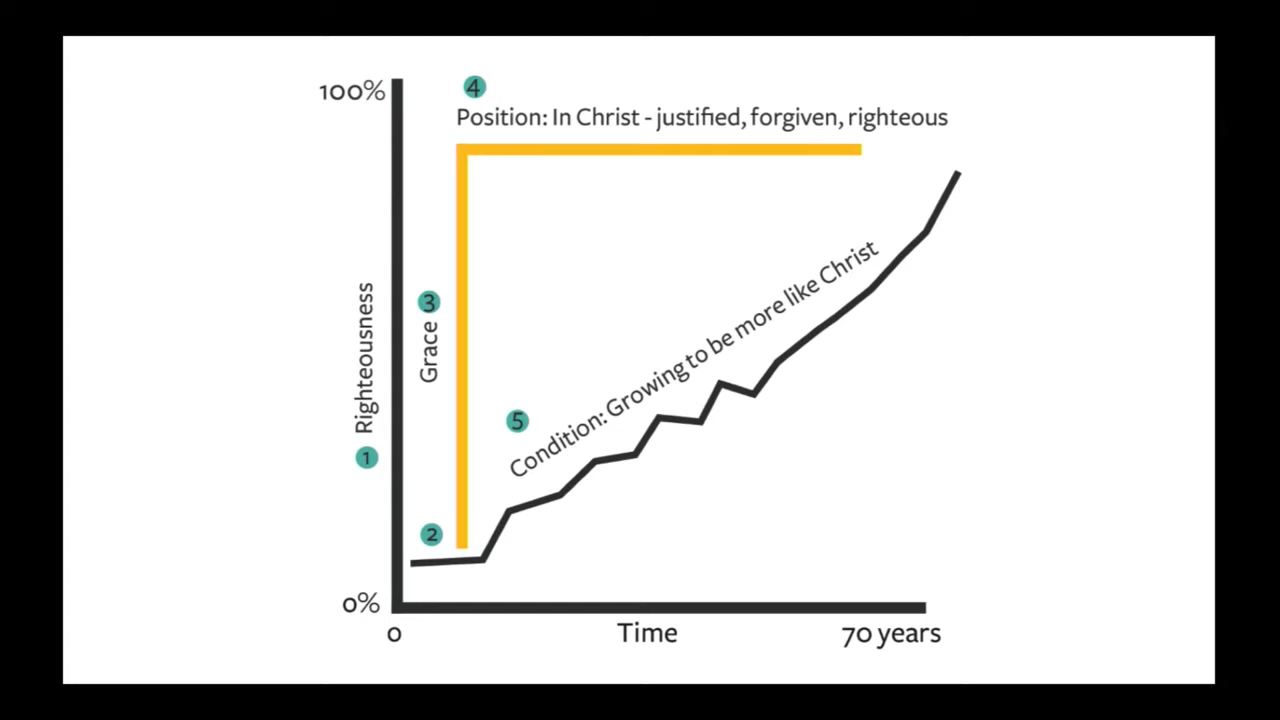 100%
4
Position: In Christ - justified, forgiven, righteous
Righteousness
1
Grace
3
2
5
Condition: Growing to be more like Christ
0%
0
Time
70 years